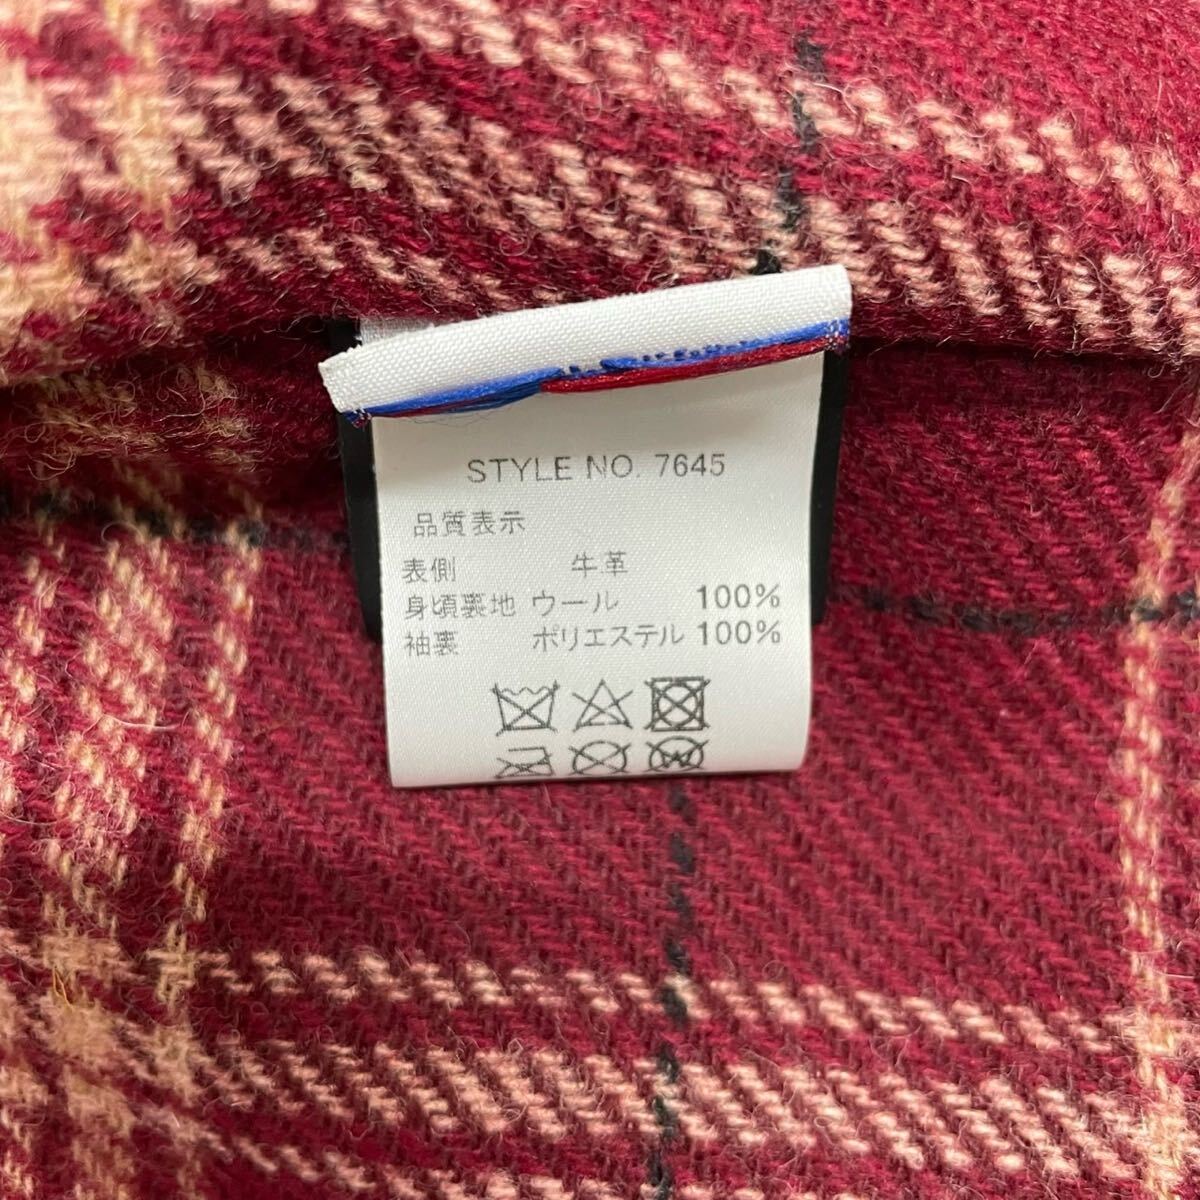 STYLE NO. 7645
品質表示
表側 牛革
身頃裏地 ウール 100%
袖裏 ポリエステル 100%
W